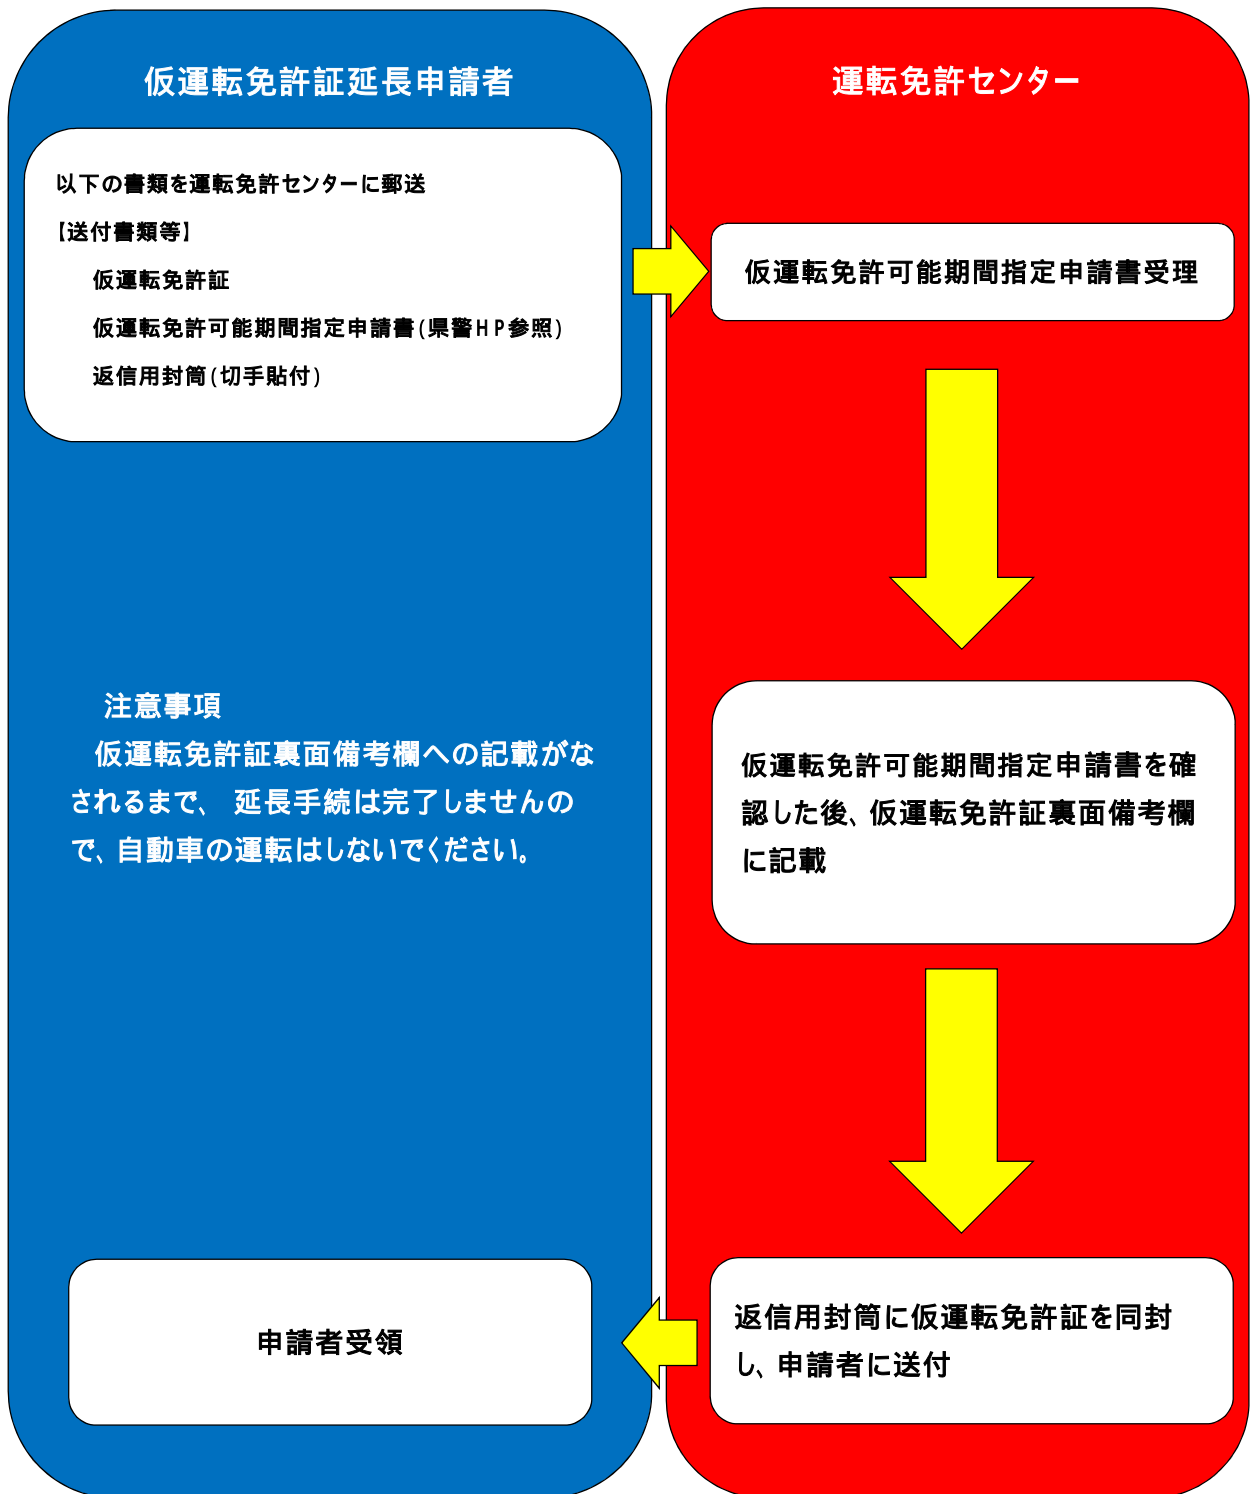 仮運転免許証延長申請者
以下の書類を運転免許センターに郵送
【送付書類等】
仮運転免許証
仮運転免許可能期間指定申請書(県警HP参照)
返信用封筒(切手貼付)
注意事項
仮運転免許証裏面備考欄への記載がな
されるまで、 延長手続は完了しませんの
で、自動車の運転はしないでください。
申請者受領
運転免許センター
仮運転免許可能期間指定申請書受理
仮運転免許可能期間指定申請書を確
認した後、仮運転免許証裏面備考欄
に記載
返信用封筒に仮運転免許証を同封
し、申請者に送付